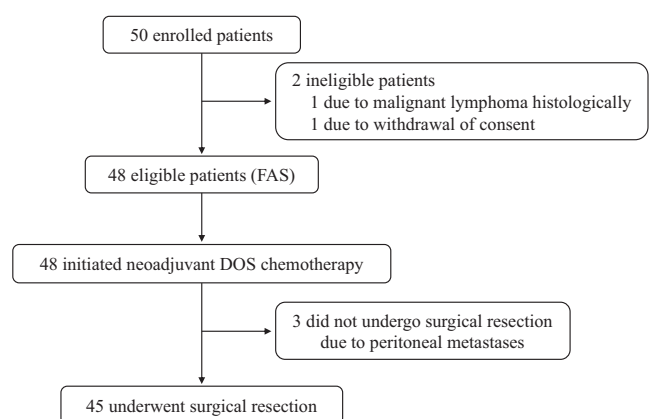 50 enrolled patients
2 ineligible patients
1 due to malignant lymphoma histologically
1 due to withdrawal of consent
48 eligible patients (FAS)
48 initiated neoadjuvant DOS chemotherapy
3 did not undergo surgical resection
due to peritoneal metastases
45 underwent surgical resection